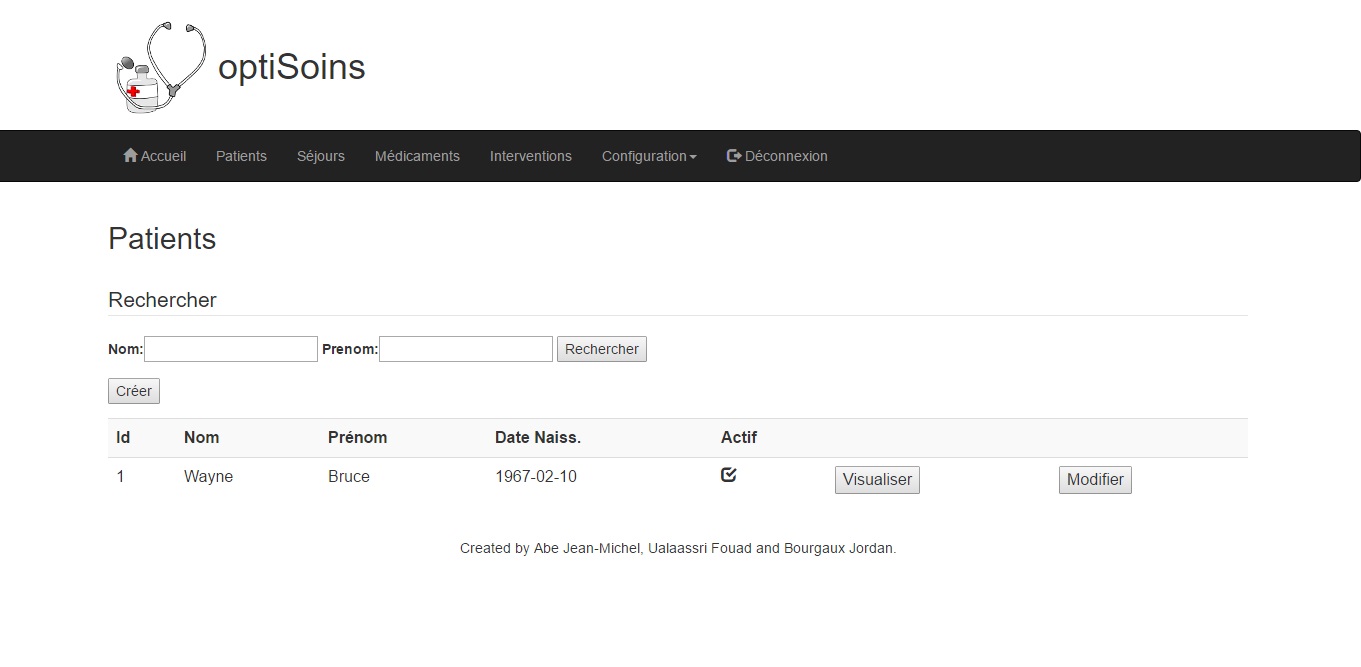 optiSoins
Accueil Patients Séjours Médicaments Interventions Configuration Déconnexion
Patients
Rechercher
Nom: Prenom: Rechercher
Créer
Id Nom Prénom Date Naiss. Actif
1 Wayne Bruce 1967-02-10 Visualiser Modifier
Created by Abe Jean-Michel, Ualaassri Fouad and Bourgaux Jordan.